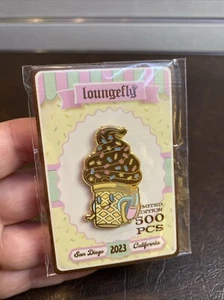 loungefly
LIMITED
EDITION
500
PCS
San Diego 2023 California